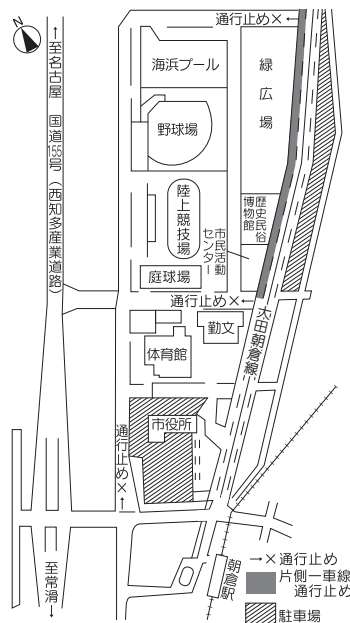 N
通行止め×←
←至名古屋 国道155号(西知多産業道路)
海浜プール
緑広場
野球場
陸上競技場
歴史民俗
博物館
市民活動
センター
庭球場
通行止め×←
太田朝倉線
勤文
体育館
市役所
通行止め×→
至常滑→
朝倉駅
→×通行止め
片側一車線
通行止め
駐車場